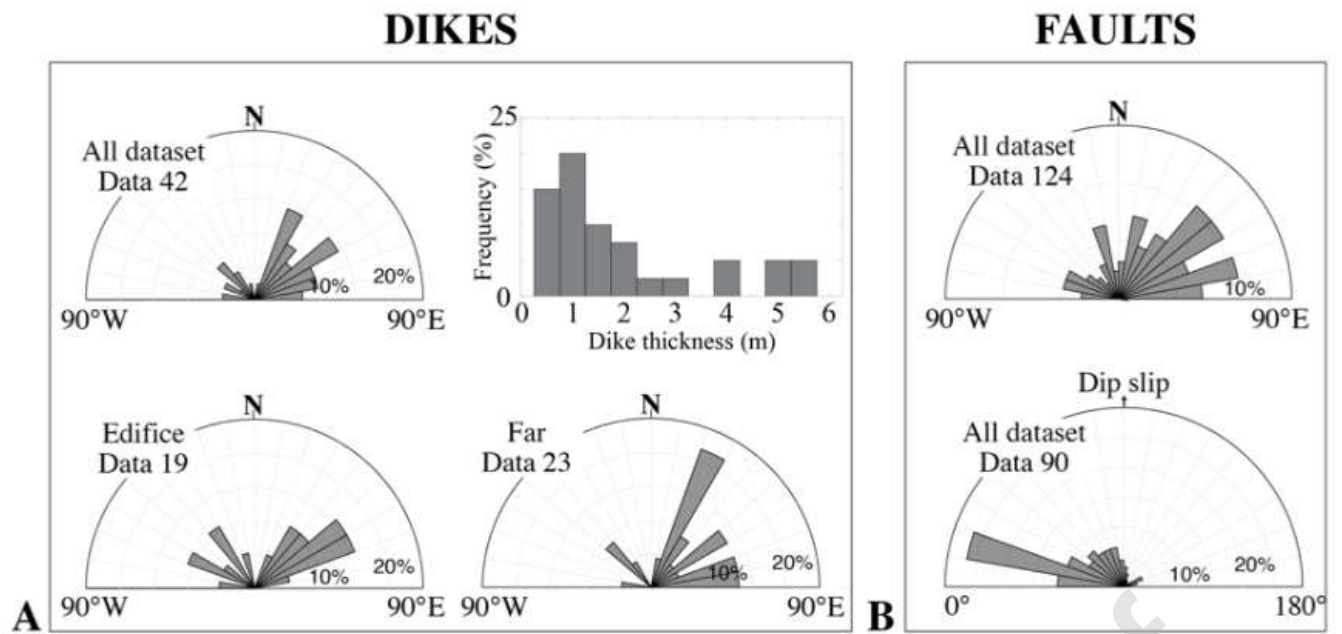 DIKES
FAULTS
N
All dataset
Data 42
10%
20%
90°W
90°E
25
0
Frequency (%)
0 1 2 3 4 5 6
Dike thickness (m)
N
Edifice
Data 19
10%
20%
90°W
90°E
N
Far
Data 23
10%
20%
90°W
90°E
A
N
All dataset
Data 124
10%
90°W
90°E
Dip slip
All dataset
Data 90
10%
20%
0°
180°
B